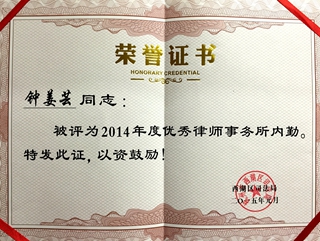 荣誉证书
HONORARY CREDENTIAL
钟姜芸 同志：
被评为2014年度优秀律师事务所内勤。
特发此证，以资鼓励！
西湖区司法局
二〇一五年元月